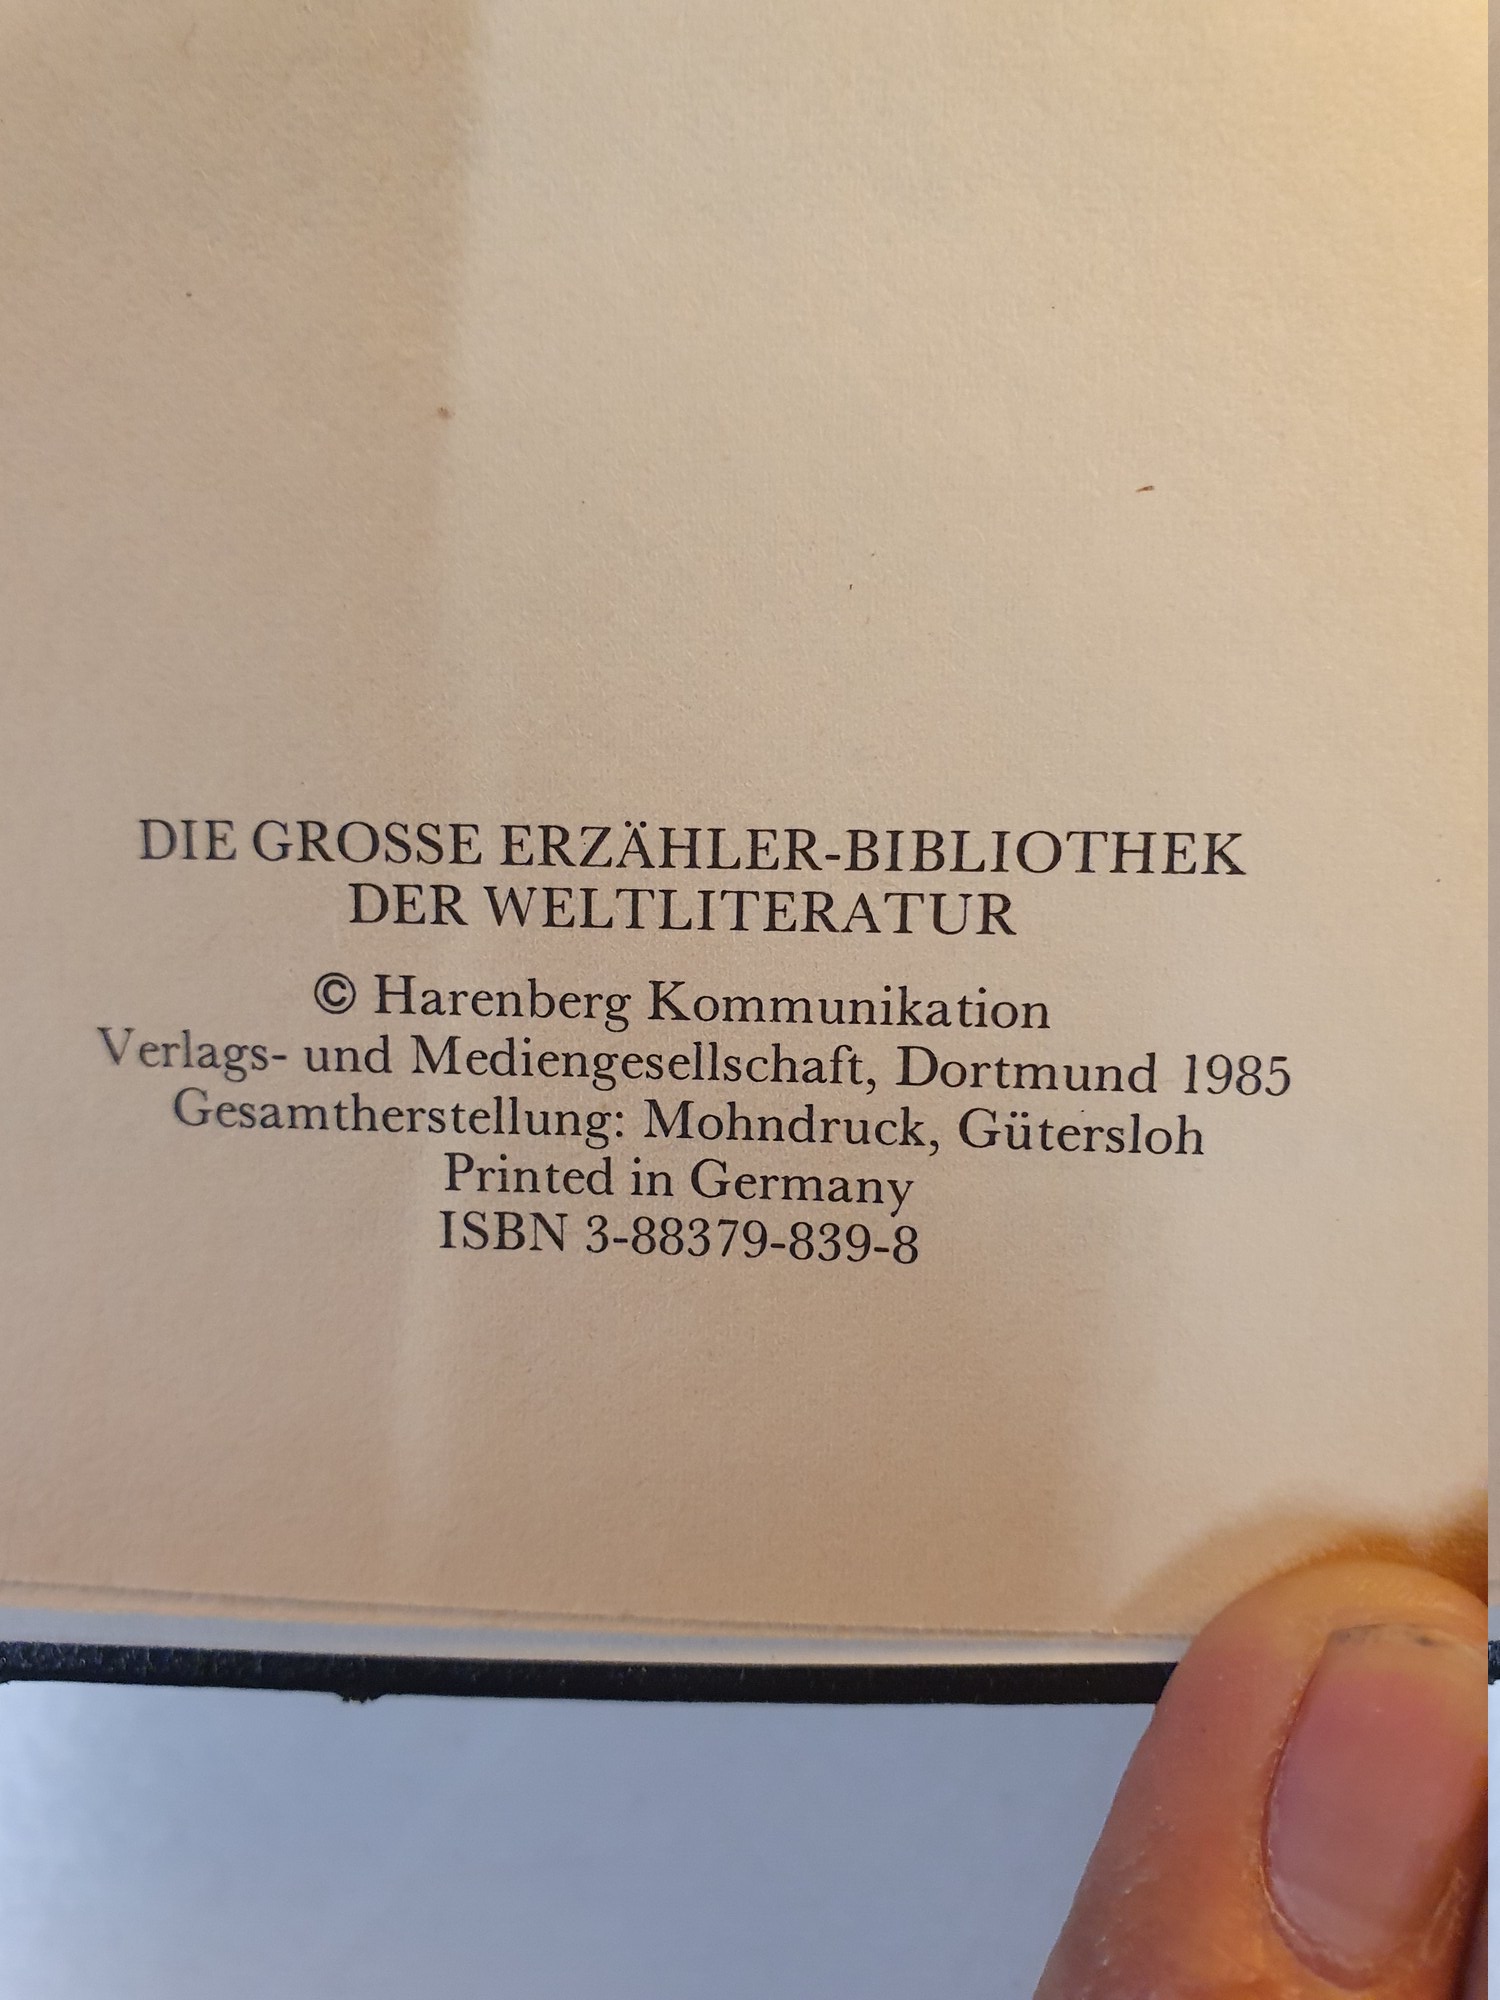 DIE GROSSE ERZÄHLER-BIBLIOTHEK
DER WELTLITERATUR
© Harenberg Kommunikation
Verlags- und Mediengesellschaft, Dortmund 1985
Gesamtherstellung: Mohndruck, Gütersloh
Printed in Germany
ISBN 3-88379-839-8